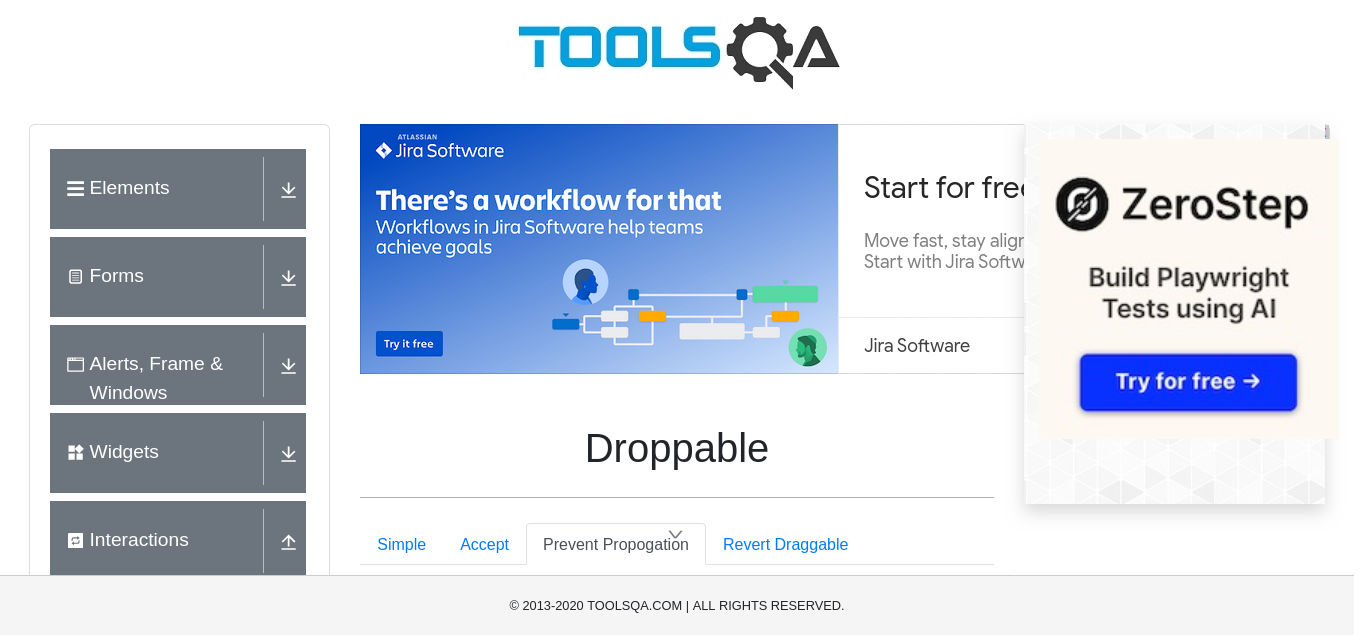 TOOLSQA
Elements
Forms
Alerts, Frame &
Windows
Widgets
Interactions
ATLASSIAN
Jira Software
There's a workflow for that
Workflows in Jira Software help teams
achieve goals
Try it free
Start for free
Move fast, stay align
Start with Jira Softw
Jira Software
ZeroStep
Build Playwright
Tests using AI
Try for free →
Droppable
Simple
Accept
Prevent Propogation
Revert Draggable
© 2013-2020 TOOLSQA.COM | ALL RIGHTS RESERVED.